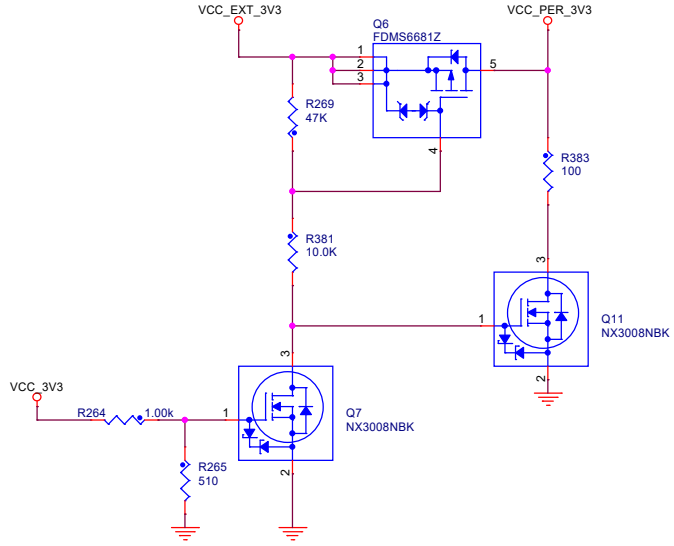 VCC_EXT_3V3
VCC_PER_3V3
Q6
FDMS6681Z
1
2
3
5
4
R269
47K
R383
100
R381
10.0K
3
1
Q11
NX3008NBK
2
3
VCC_3V3
R264
1.00k
1
Q7
NX3008NBK
R265
510
2